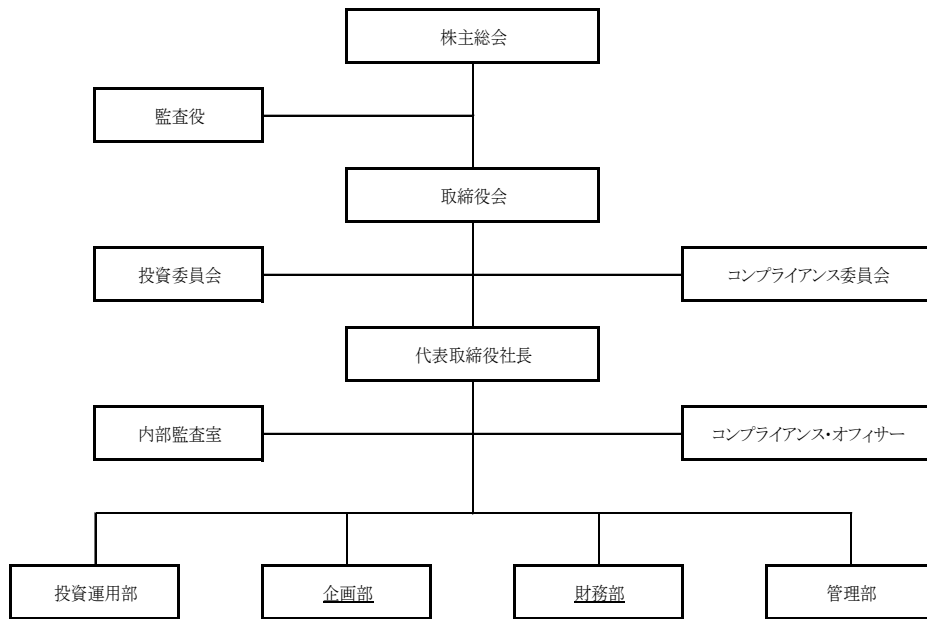 株主総会
監査役
取締役会
投資委員会
コンプライアンス委員会
代表取締役社長
内部監査室
コンプライアンス・オフィサー
投資運用部
企画部
財務部
管理部